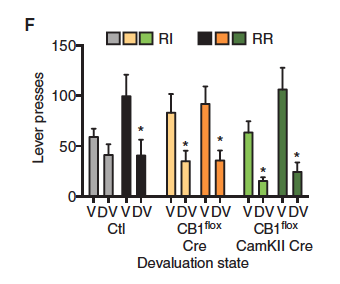 F
RI RR
150
100
50
0
Lever presses
* * * * *
V DV V DV V DV V DV V DV V DV
Ctl CB1flox CB1flox
Cre CamKII Cre
Devaluation state